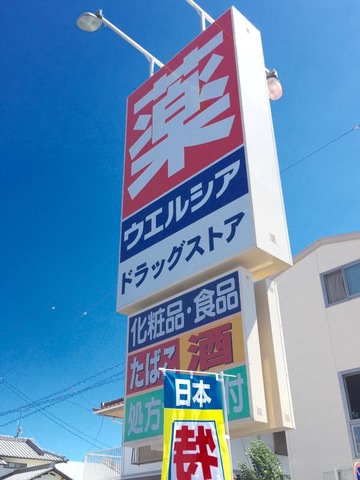 薬
ウエルシア
ドラッグストア
化粧品・食品
たばこ 酒
処方 付
日本